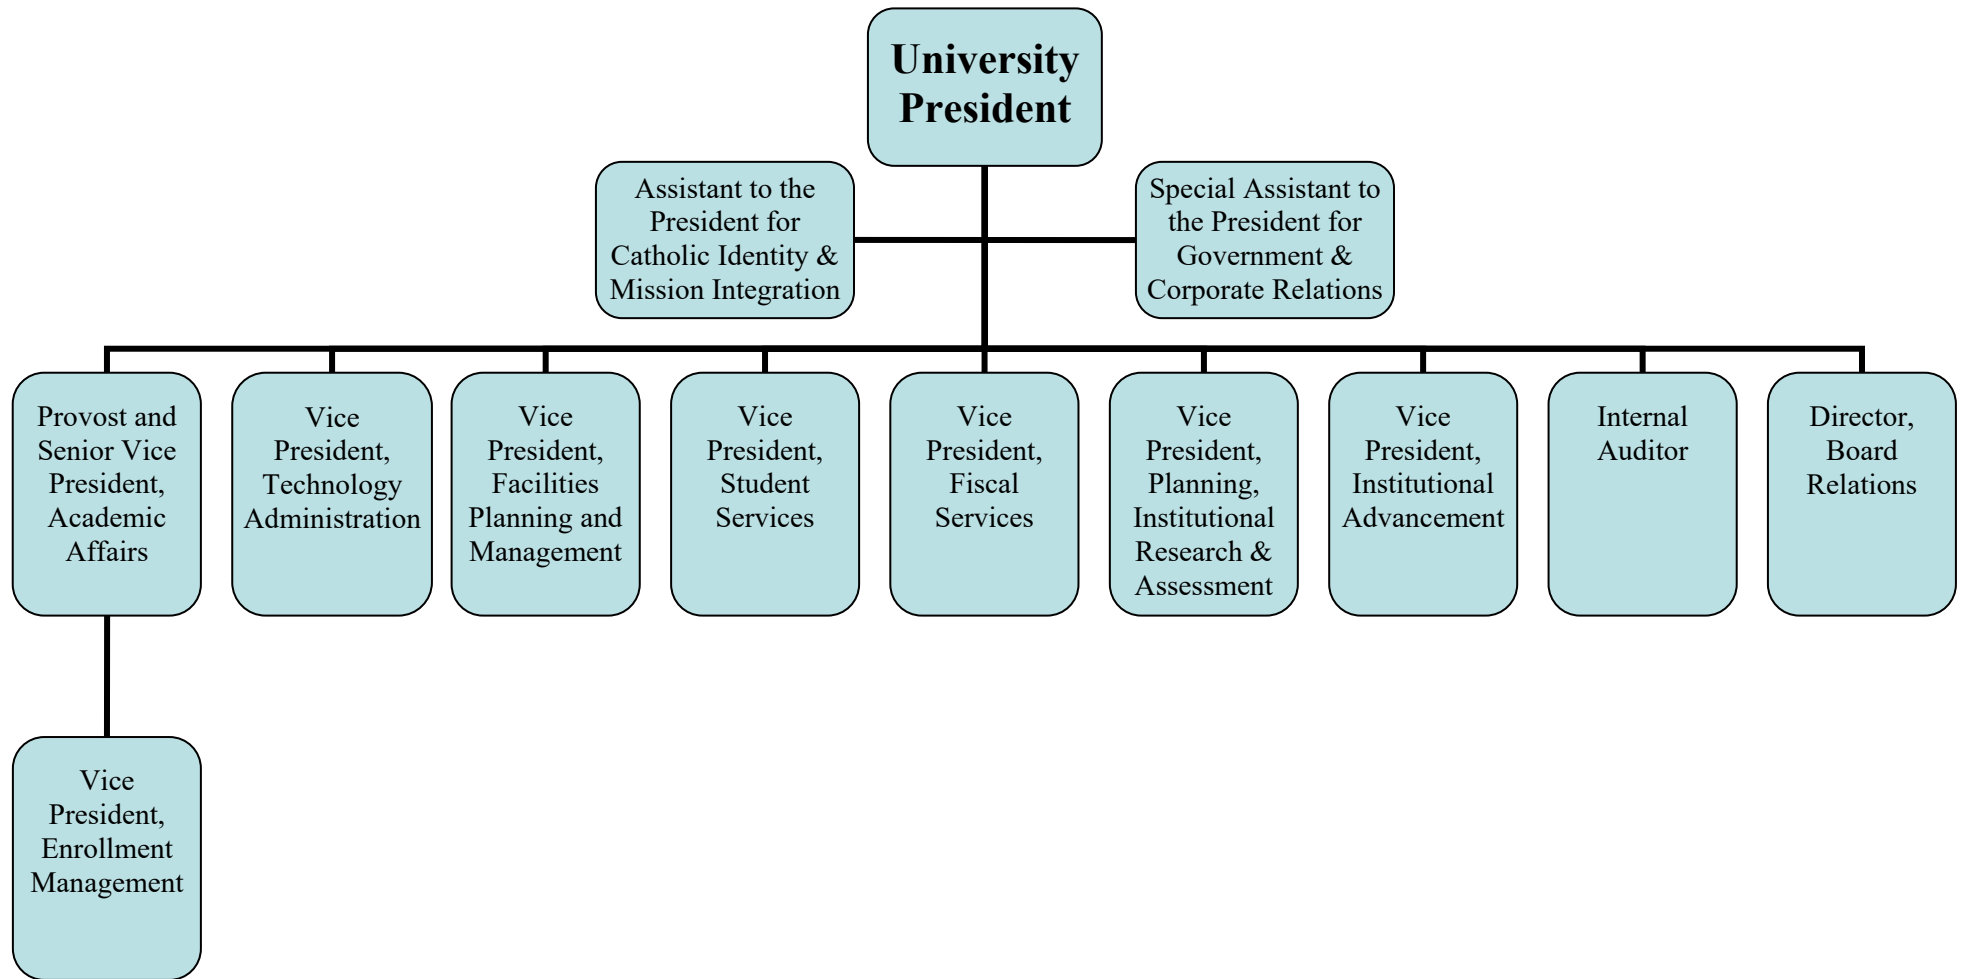 University
President
Assistant to the
President for
Catholic Identity &
Mission Integration
Special Assistant to
the President for
Government &
Corporate Relations
Provost and
Senior Vice
President,
Academic
Affairs
Vice
President,
Technology
Administration
Vice
President,
Facilities
Planning and
Management
Vice
President,
Student
Services
Vice
President,
Fiscal
Services
Vice
President,
Planning,
Institutional
Research &
Assessment
Vice
President,
Institutional
Advancement
Internal
Auditor
Director,
Board
Relations
Vice
President,
Enrollment
Management